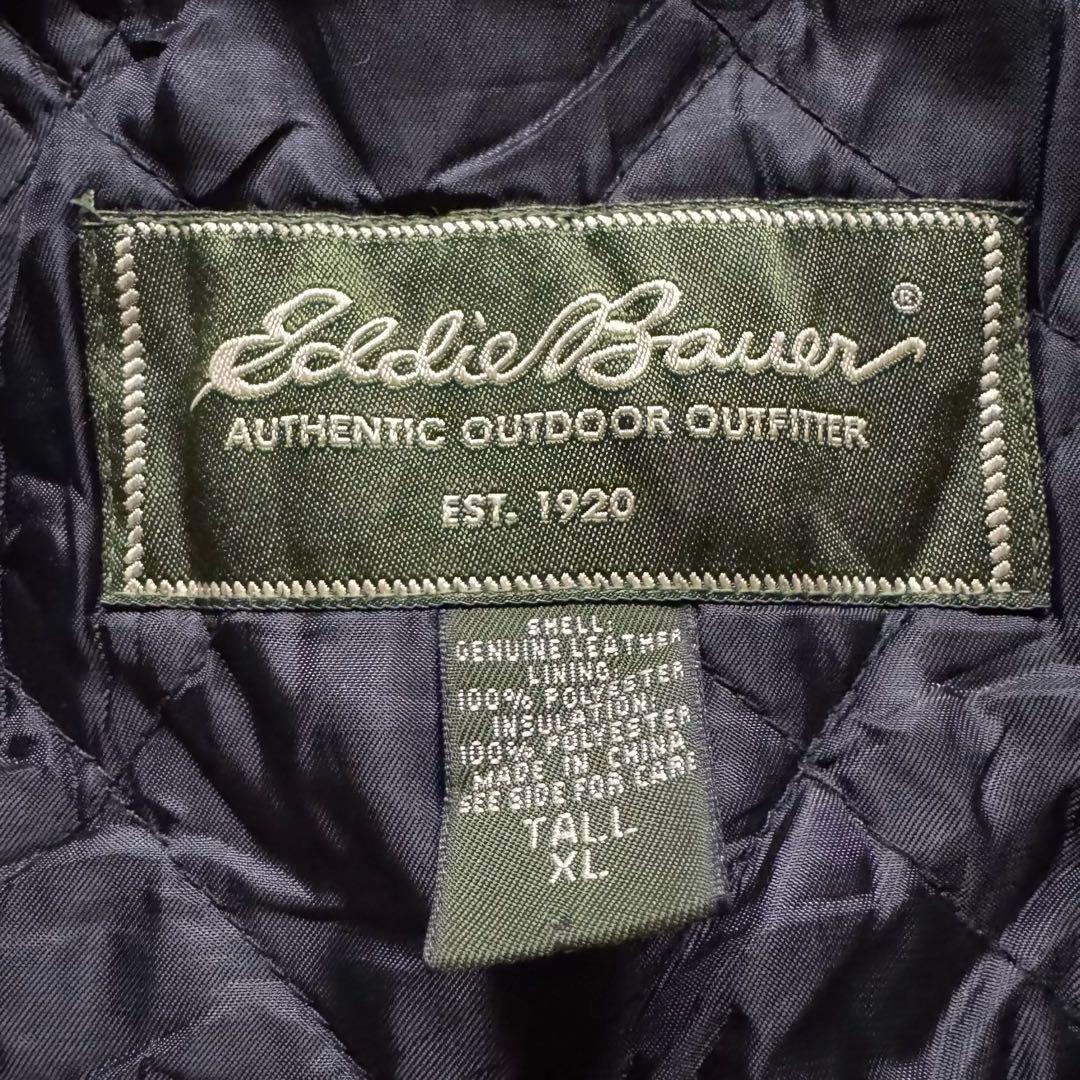 Eddie Bauer ®
AUTHENTIC OUTDOOR OUTFITTER
EST. 1920
SHELL:
GENUINE LEATHER
LINING:
100% POLYESTER
INSULATION:
100% POLYESTER
MADE IN CHINA
SEE SIDE FOR CARE
TALL
XL